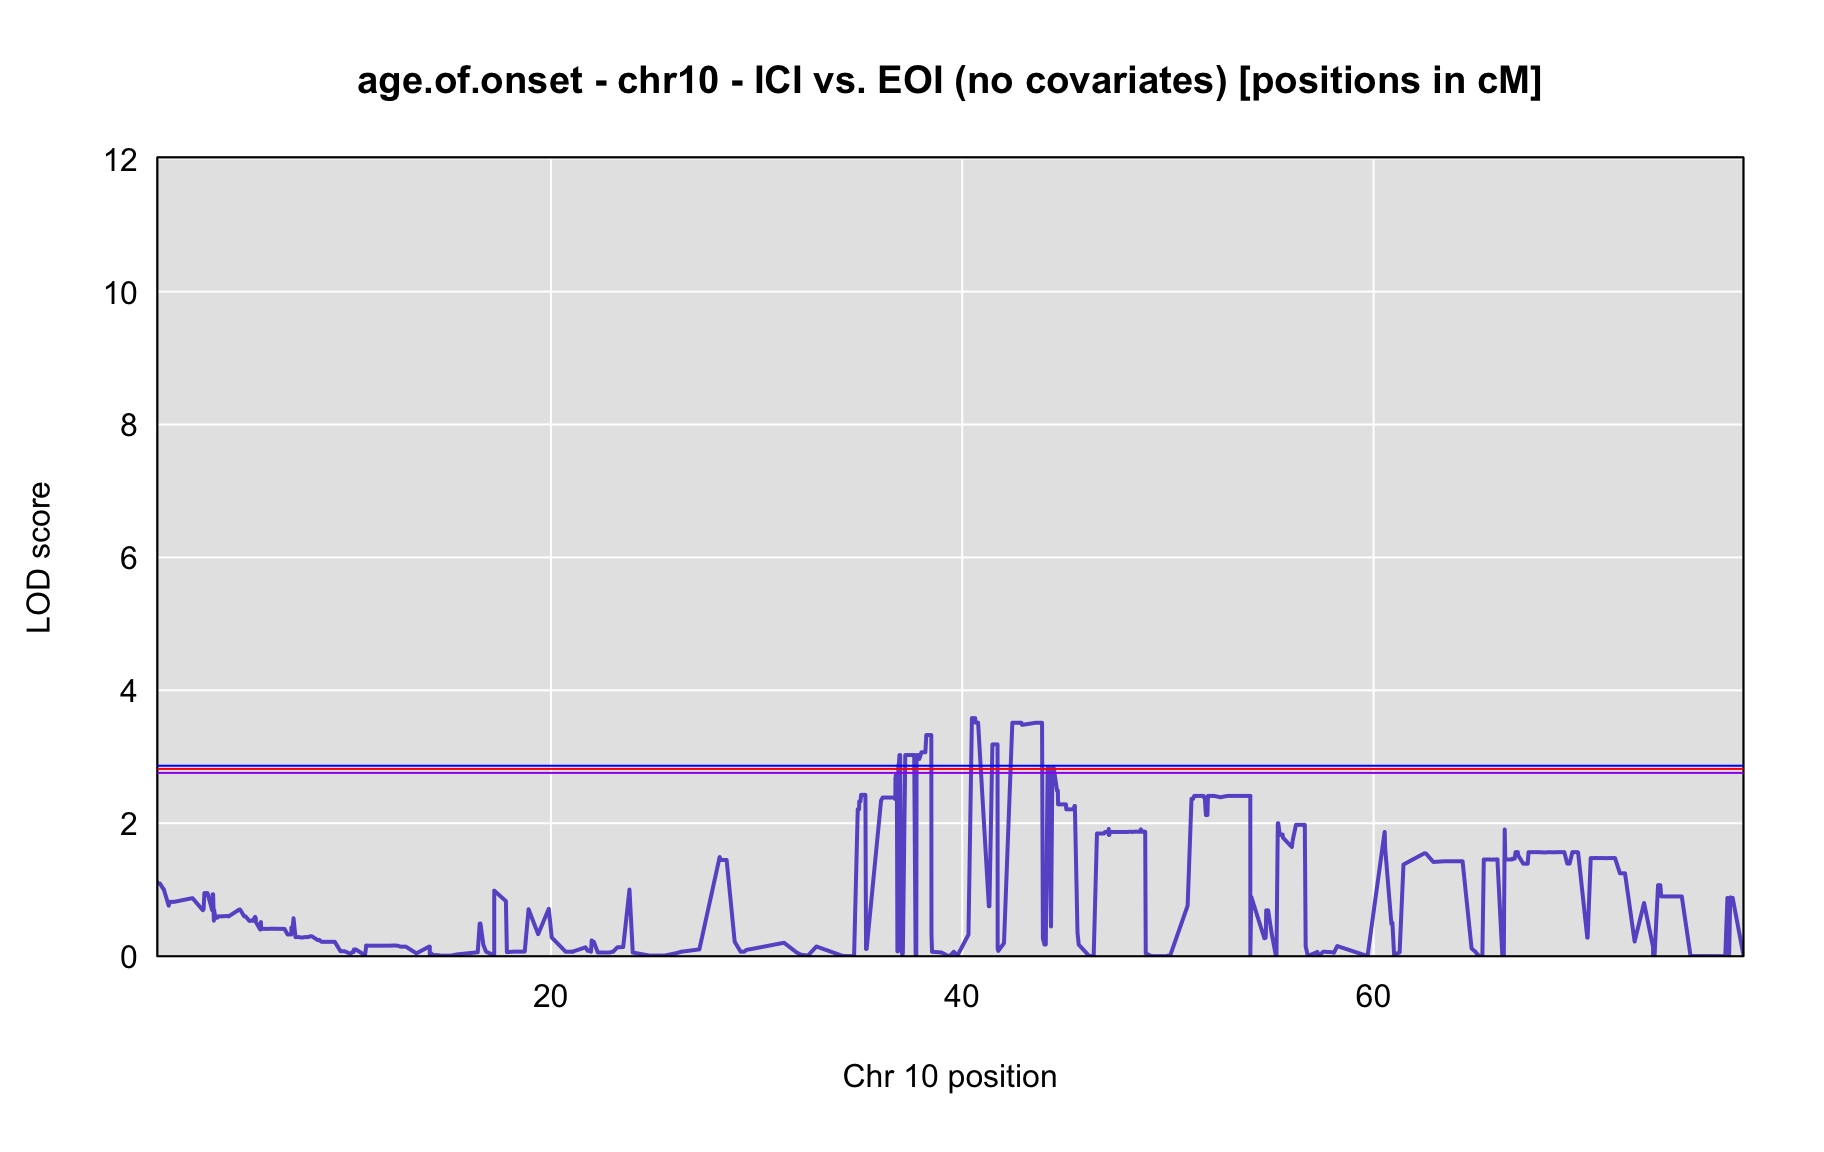 age.of.onset - chr10 - ICI vs. EOI (no covariates) [positions in cM]
12
10
8
6
4
2
0
LOD score
20 40 60
Chr 10 position